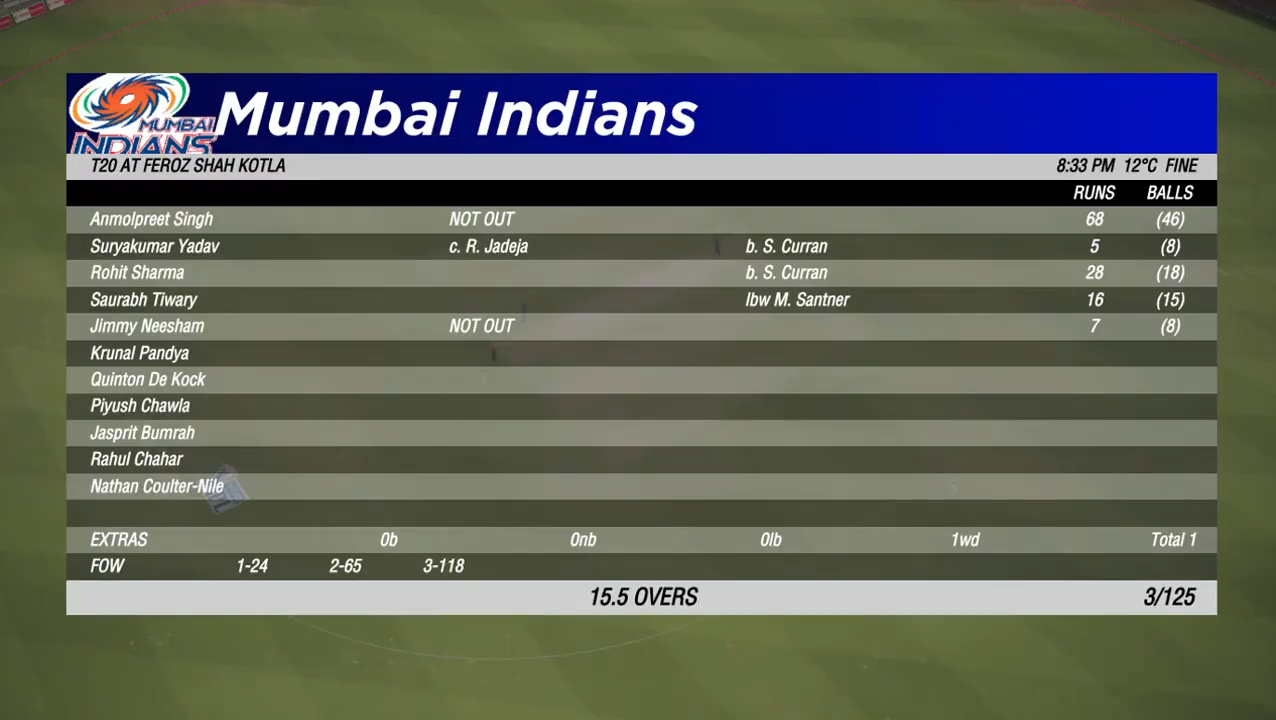 MUMBAI
INDIANS
Mumbai Indians
T20 AT FEROZ SHAH KOTLA 8:33 PM 12°C FINE
RUNS BALLS
Anmolpreet Singh NOT OUT 68 (46)
Suryakumar Yadav c. R. Jadeja b. S. Curran 5 (8)
Rohit Sharma b. S. Curran 28 (18)
Saurabh Tiwary lbw M. Santner 16 (15)
Jimmy Neesham NOT OUT 7 (8)
Krunal Pandya
Quinton De Kock
Piyush Chawla
Jasprit Bumrah
Rahul Chahar
Nathan Coulter-Nile
EXTRAS 0b 0nb 0lb 1wd Total 1
FOW 1-24 2-65 3-118
15.5 OVERS 3/125